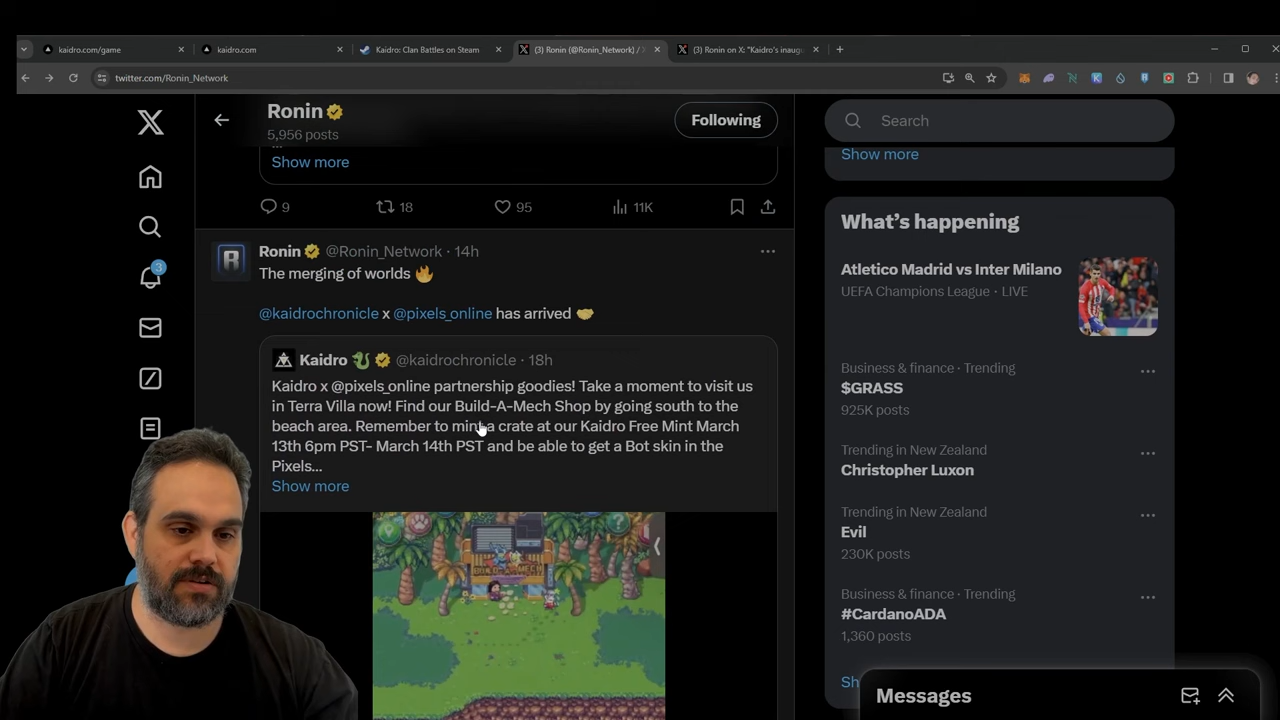 kaidro.com/game
kaidro.com
Kaidro: Clan Battles on Steam
(3) Ronin (@Ronin_Network) / X
(3) Ronin on X: "Kaidro's inaug
twitter.com/Ronin_Network
Ronin
5,956 posts
Following
Search
Show more
Show more
9
18
95
11K
Ronin @Ronin_Network · 14h
The merging of worlds 🔥
@kaidrochronicle x @pixels_online has arrived 🤝
Kaidro 🐉 @kaidrochronicle · 18h
Kaidro x @pixels_online partnership goodies! Take a moment to visit us
in Terra Villa now! Find our Build-A-Mech Shop by going south to the
beach area. Remember to mint a crate at our Kaidro Free Mint March
13th 6pm PST- March 14th PST and be able to get a Bot skin in the
Pixels...
Show more
BUILD-A-MECH
3
What's happening
Atletico Madrid vs Inter Milano
UEFA Champions League · LIVE
Business & finance · Trending
$GRASS
925K posts
Trending in New Zealand
Christopher Luxon
Trending in New Zealand
Evil
230K posts
Business & finance · Trending
#CardanoADA
1,360 posts
Sh
Messages